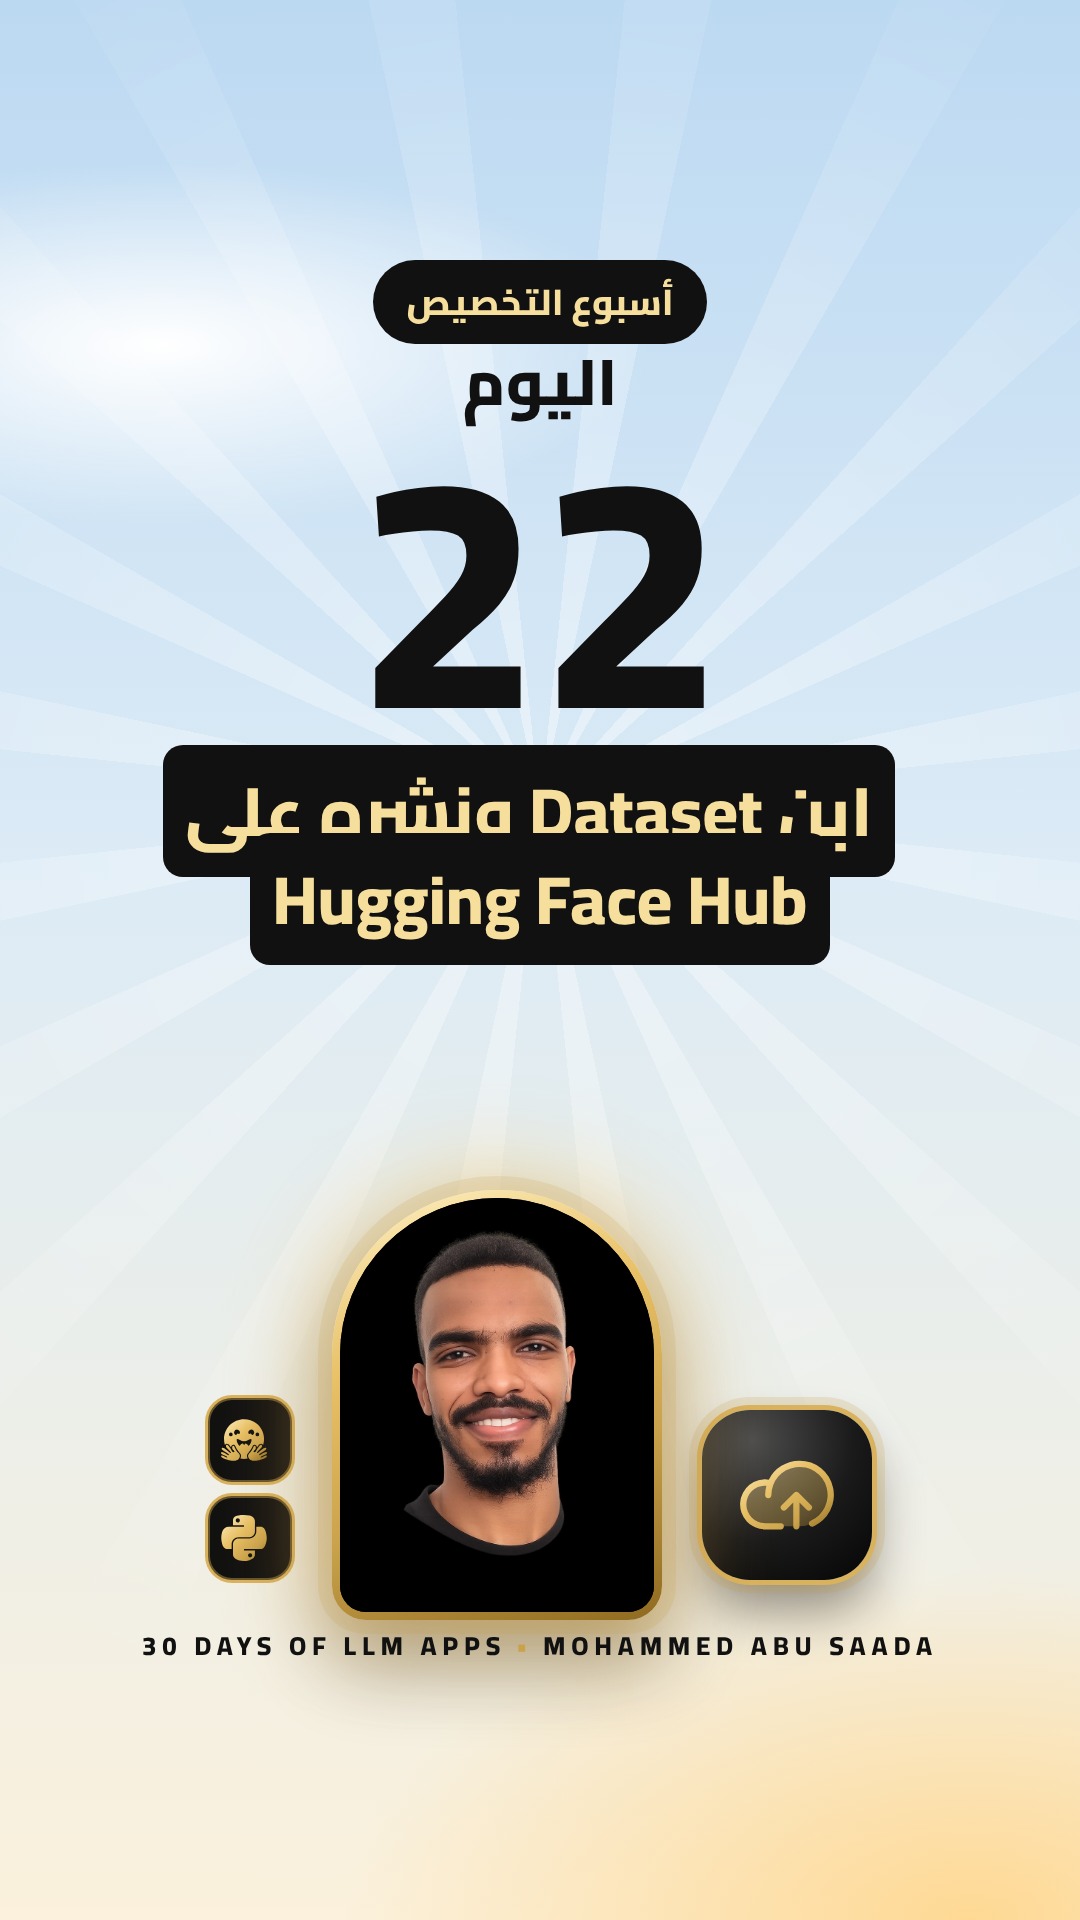 أسبوع التخصيص
اليوم
22
ابنِ Dataset ونشره على
Hugging Face Hub
30 DAYS OF LLM APPS • MOHAMMED ABU SAADA